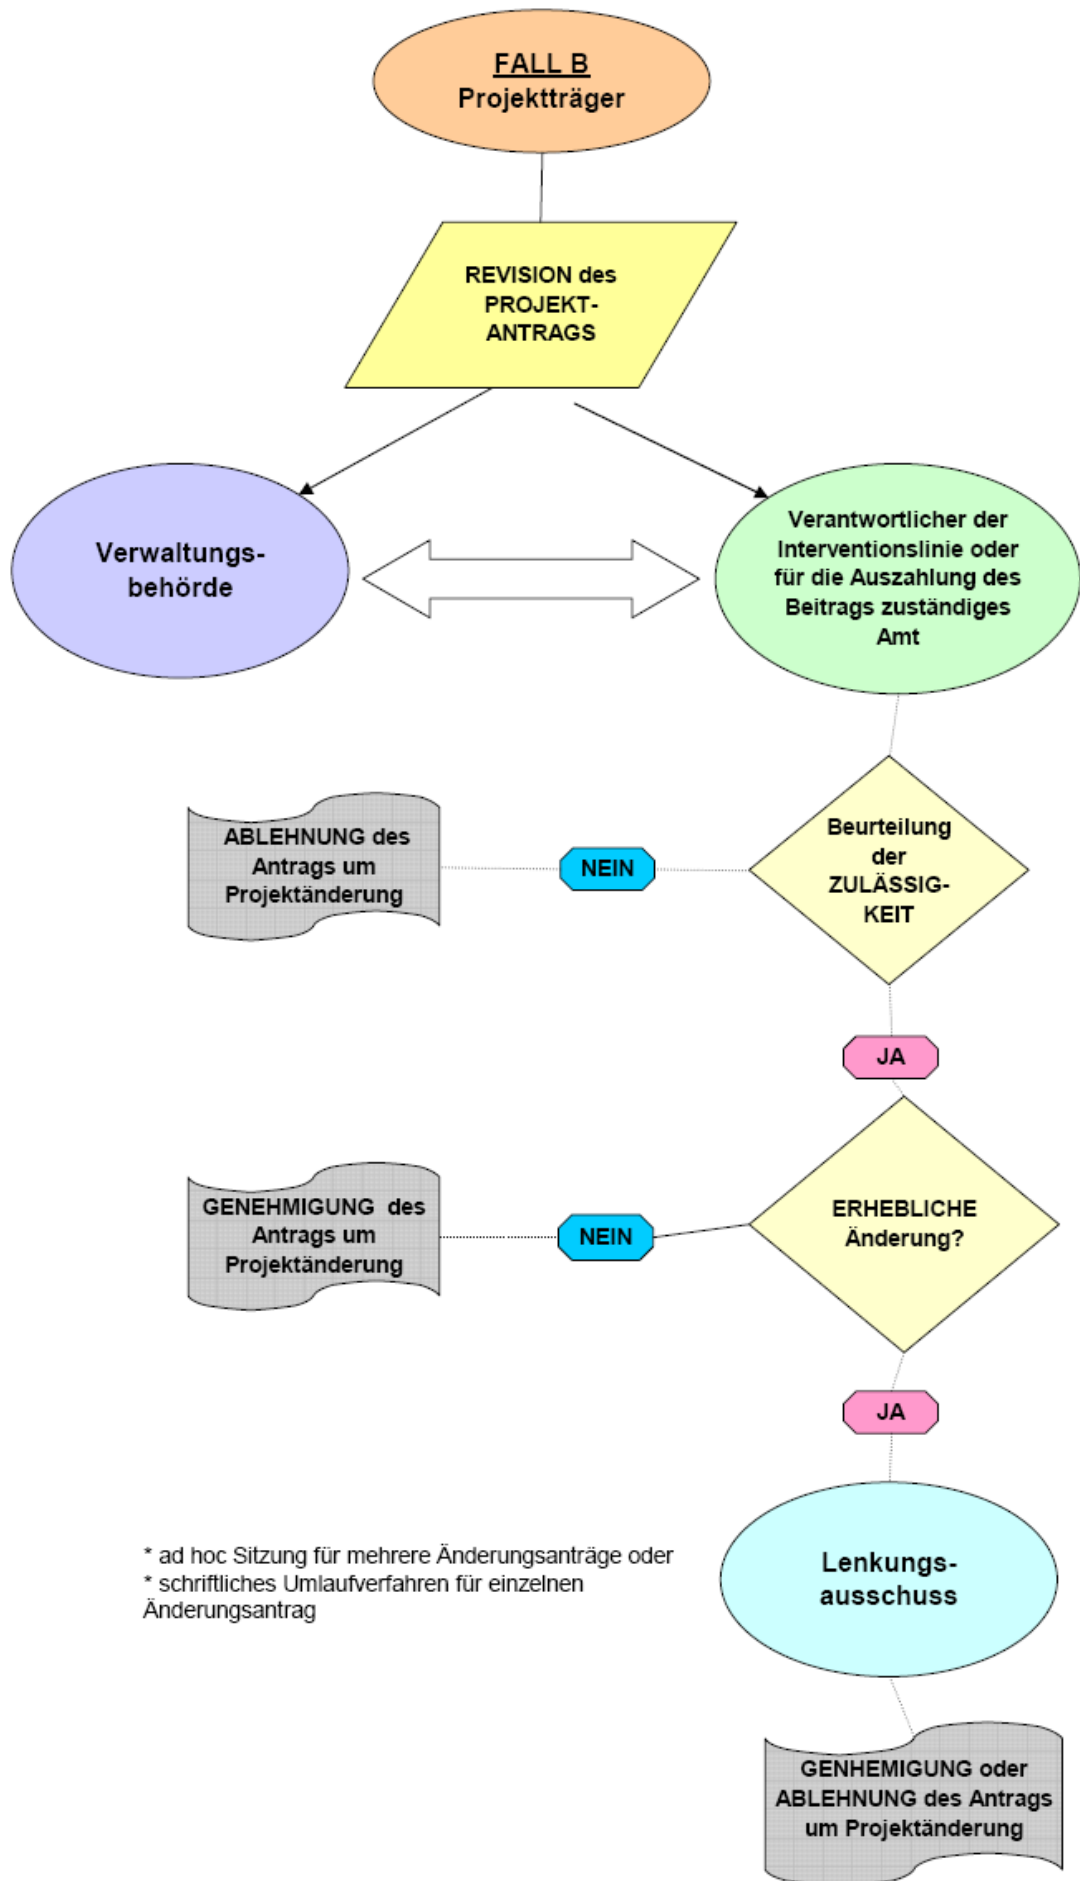 FALL B
Projektträger
REVISION des
PROJEKT-
ANTRAGS
Verwaltungs-
behörde
Verantwortlicher der
Interventionslinie oder
für die Auszahlung des
Beitrags zuständiges
Amt
Beurteilung
der
ZULÄSSIG-
KEIT
NEIN
ABLEHNUNG des
Antrags um
Projektänderung
JA
ERHEBLICHE
Änderung?
NEIN
GENEHMIGUNG des
Antrags um
Projektänderung
JA
* ad hoc Sitzung für mehrere Änderungsanträge oder
* schriftliches Umlaufverfahren für einzelnen
Änderungsantrag
Lenkungs-
ausschuss
GENHEMIGUNG oder
ABLEHNUNG des Antrags
um Projektänderung